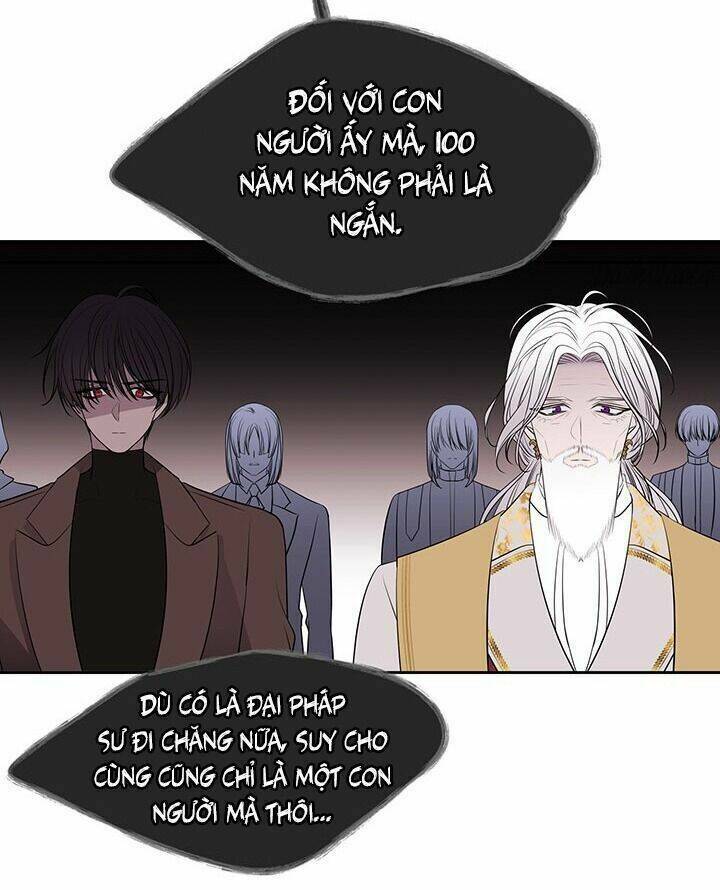 ĐỐI VỚI CON
NGƯỜI ẤY MÀ, 100
NĂM KHÔNG PHẢI LÀ
NGẮN.
DÙ CÓ LÀ ĐẠI PHÁP
SƯ ĐI CHĂNG NỮA, SUY CHO
CÙNG CŨNG CHỈ LÀ MỘT CON
NGƯỜI MÀ THÔI...